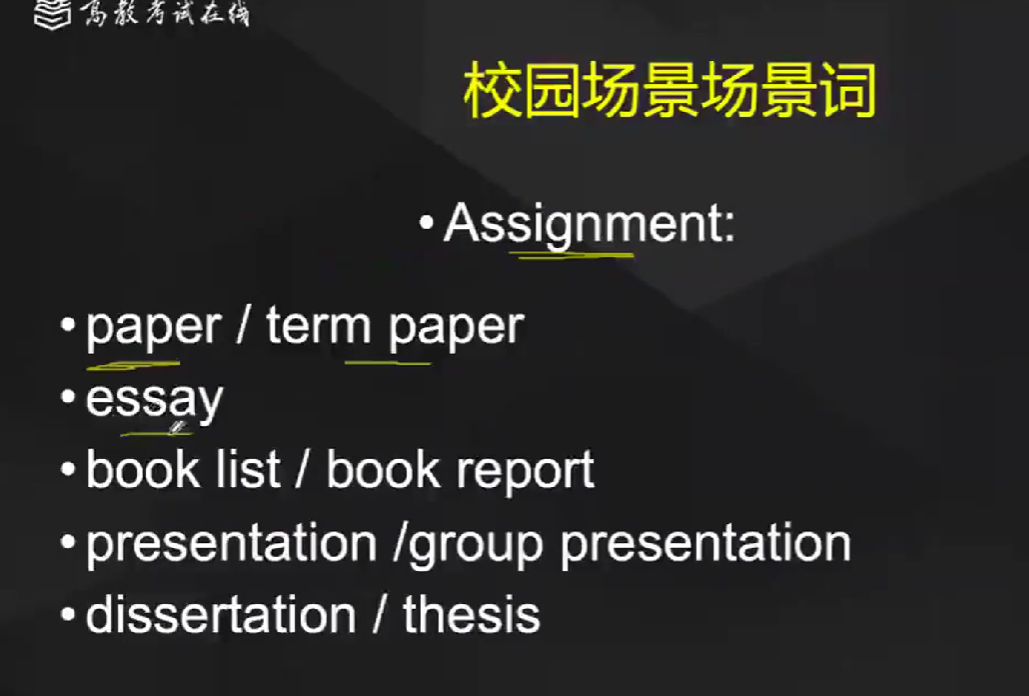 高教考试在线
校园场景场景词
• Assignment:
• paper / term paper
• essay
• book list / book report
• presentation /group presentation
• dissertation / thesis